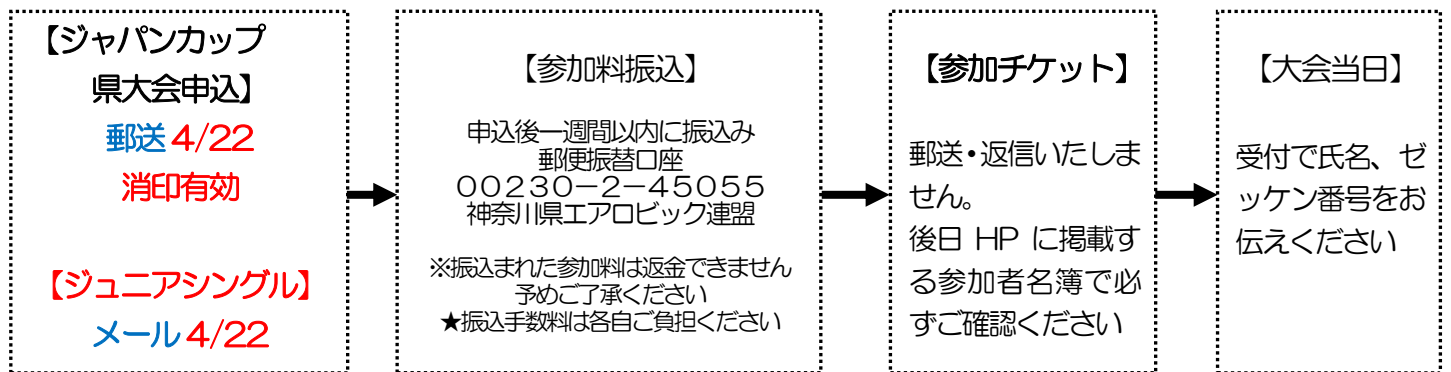 【ジャパンカップ
県大会申込】
郵送 4/22
消印有効
【ジュニアシングル】
メール 4/22
【参加料振込】
申込後一週間以内に振込み
郵便振替口座
００２３０－２－４５０５５
神奈川県エアロビック連盟
※振込まれた参加料は返金できません
予めご了承ください
★振込手数料は各自ご負担ください
【参加チケット】
郵送・返信いたしま
せん。
後日 HP に掲載す
る参加者名簿で必
ずご確認ください
【大会当日】
受付で氏名、ゼ
ッケン番号をお
伝えください